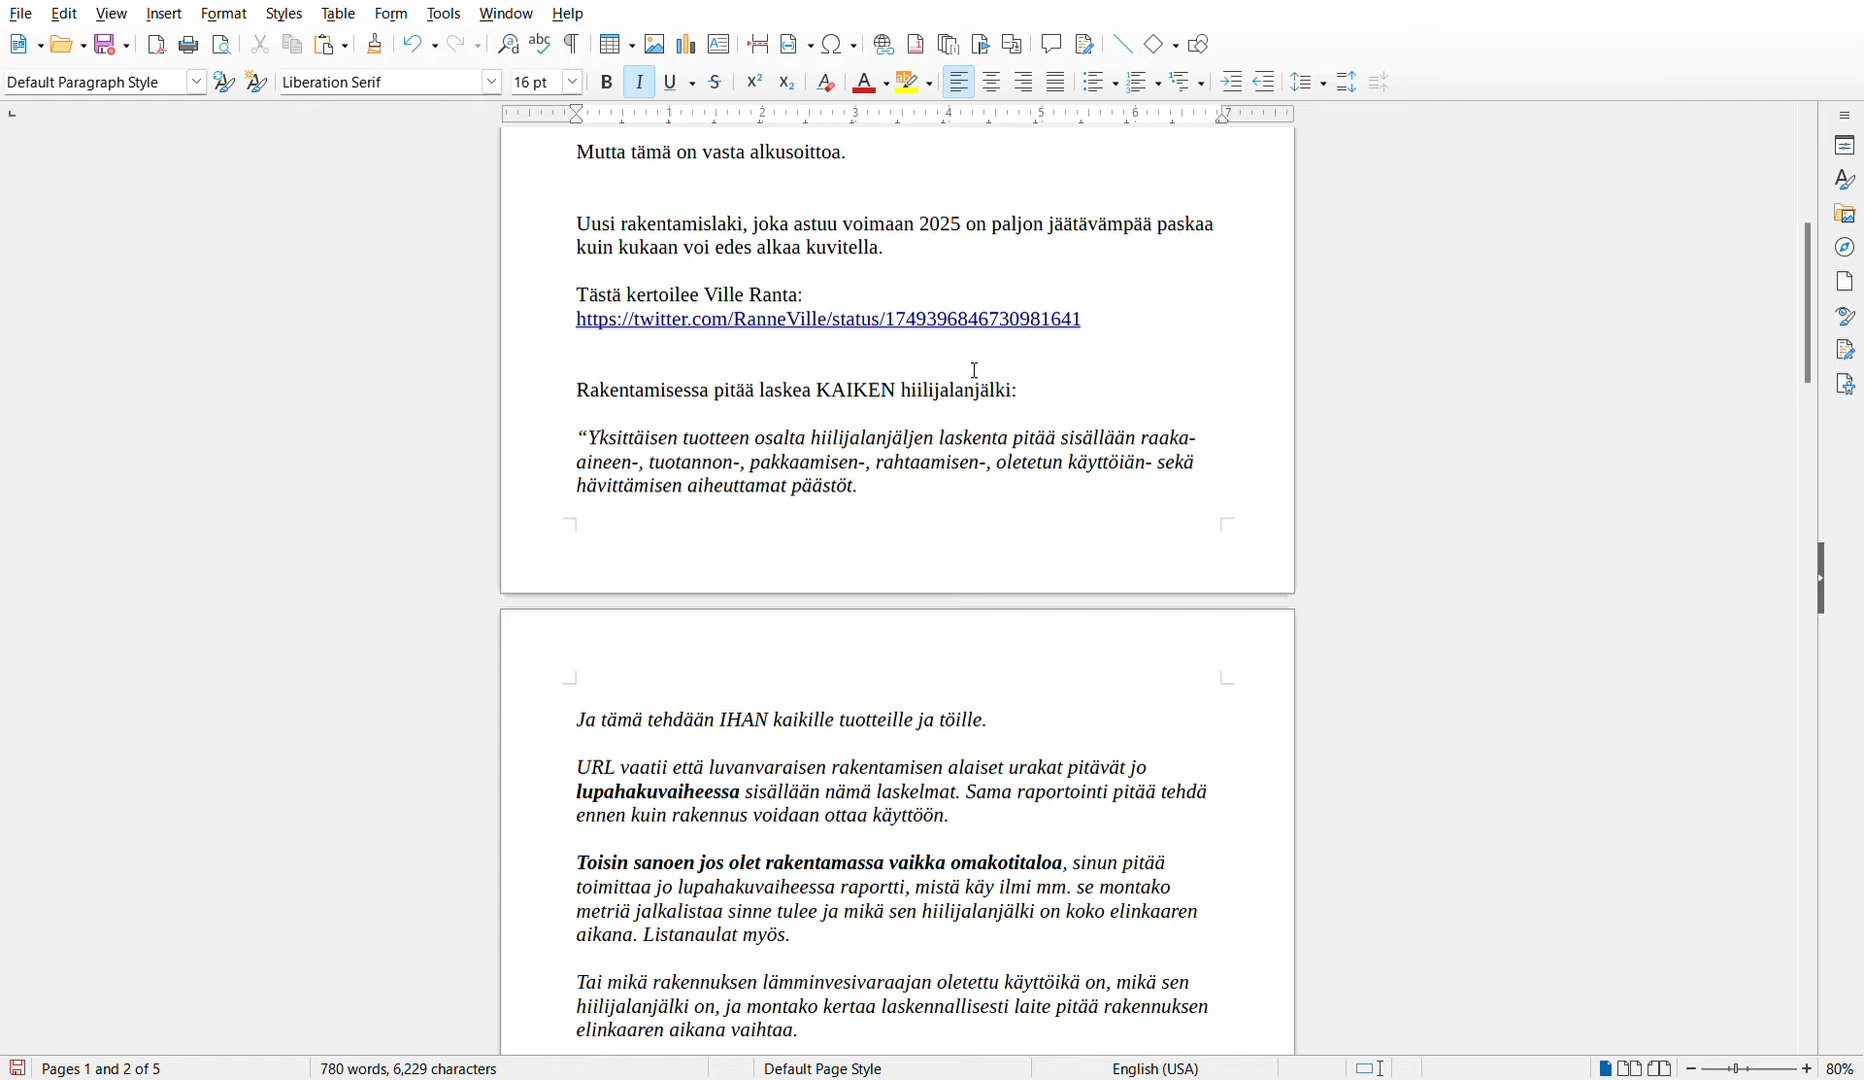 File Edit View Insert Format Styles Table Form Tools Window Help
Default Paragraph Style Liberation Serif 16 pt
1 2 3 4 5 6 7
Mutta tämä on vasta alkusoittoa.
Uusi rakentamislaki, joka astuu voimaan 2025 on paljon jäätävämpää paskaa
kuin kukaan voi edes alkaa kuvitella.
Tästä kertoilee Ville Ranta:
https://twitter.com/RanneVille/status/1749396846730981641
Rakentamisessa pitää laskea KAIKEN hiilijalanjälki:
“Yksittäisen tuotteen osalta hiilijalanjäljen laskenta pitää sisällään raaka-
aineen-, tuotannon-, pakkaamisen-, rahtaamisen-, oletetun käyttöiän- sekä
hävittämisen aiheuttamat päästöt.
Ja tämä tehdään IHAN kaikille tuotteille ja töille.
URL vaatii että luvanvaraisen rakentamisen alaiset urakat pitävät jo
lupahakuvaiheessa sisällään nämä laskelmat. Sama raportointi pitää tehdä
ennen kuin rakennus voidaan ottaa käyttöön.
Toisin sanoen jos olet rakentamassa vaikka omakotitaloa, sinun pitää
toimittaa jo lupahakuvaiheessa raportti, mistä käy ilmi mm. se montako
metriä jalkalistaa sinne tulee ja mikä sen hiilijalanjälki on koko elinkaaren
aikana. Listanaulat myös.
Tai mikä rakennuksen lämminvesivaraajan oletettu käyttöikä on, mikä sen
hiilijalanjälki on, ja montako kertaa laskennallisesti laite pitää rakennuksen
elinkaaren aikana vaihtaa.
Pages 1 and 2 of 5 780 words, 6,229 characters Default Page Style English (USA) 80%